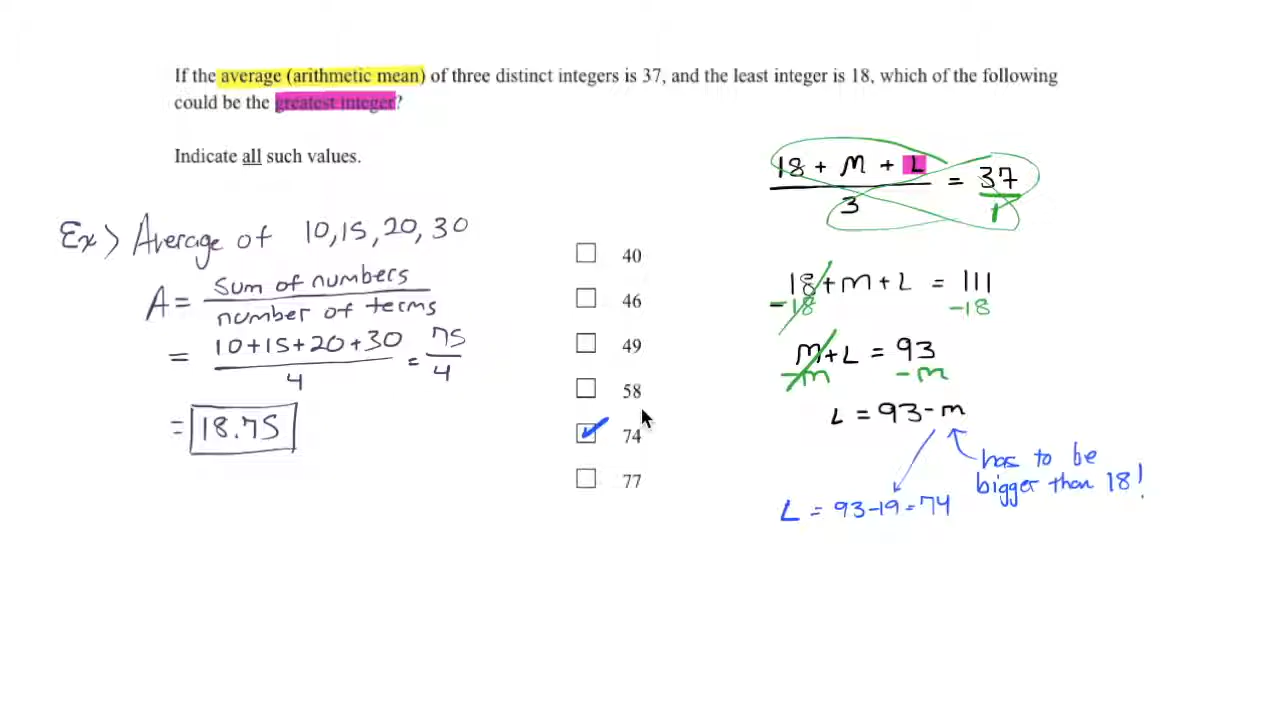 If the average (arithmetic mean) of three distinct integers is 37, and the least integer is 18, which of the following
could be the greatest integer?
Indicate all such values.
Ex> Average of 10,15,20,30
A = sum of numbers
number of terms
= 10+15+20+30 = 75
4 4
= 18.75
40
46
49
58
74
77
18 + M + L = 37
3 1
18+M+L = 111
-18 -18
M+L = 93
-m -m
L = 93-m
has to be
bigger than 18!
L = 93-19=74